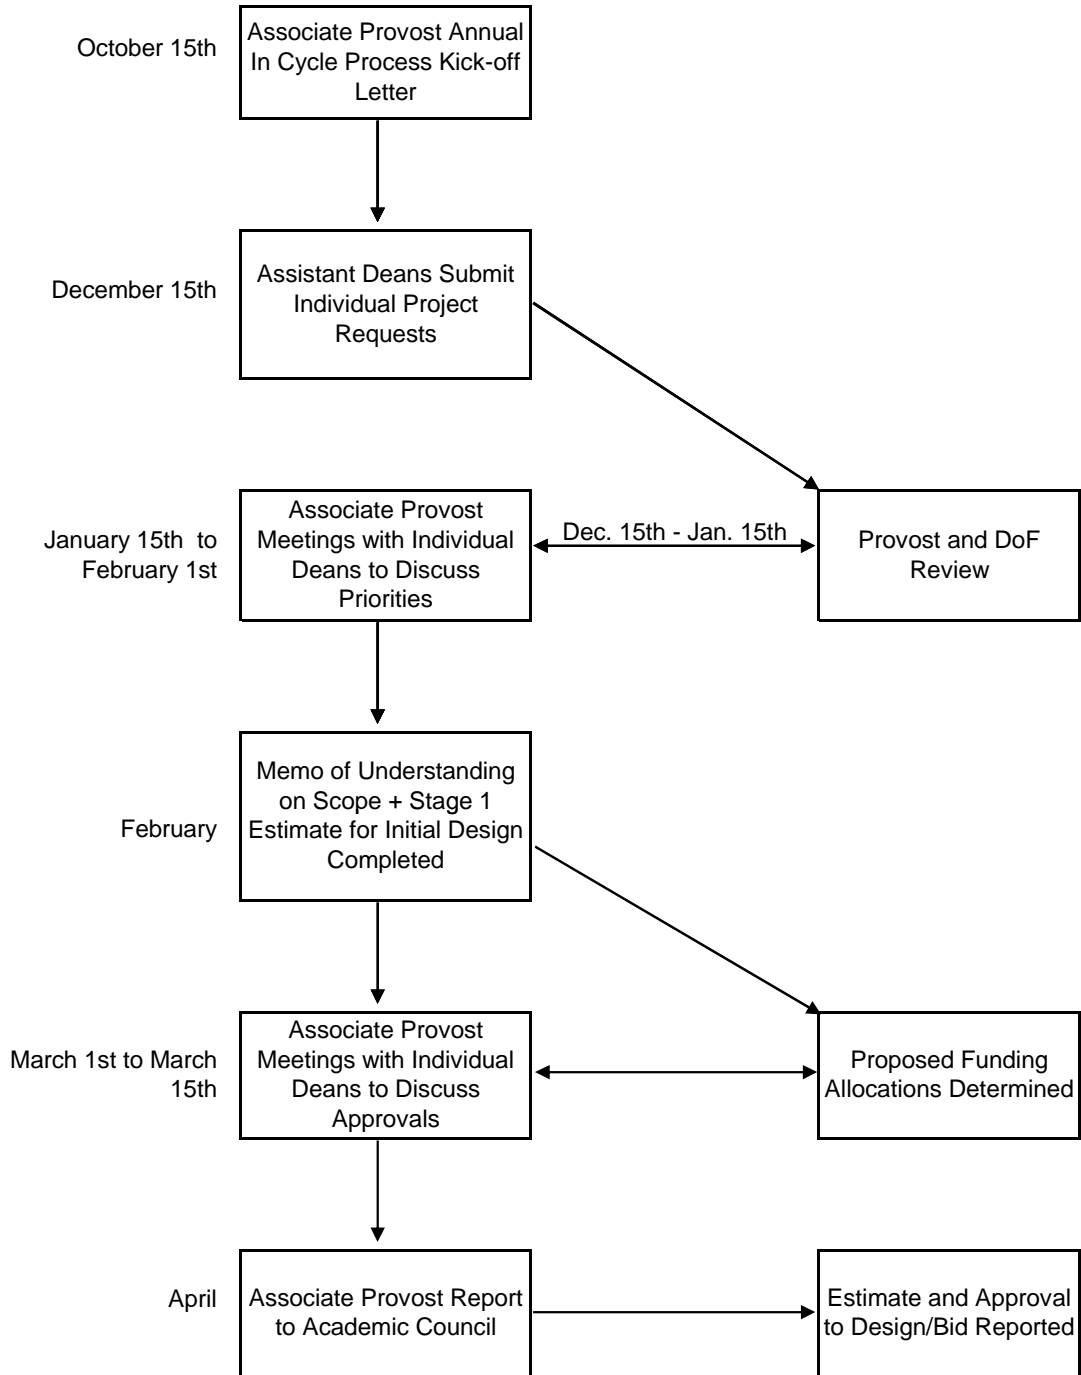 October 15th
Associate Provost Annual
In Cycle Process Kick-off
Letter
December 15th
Assistant Deans Submit
Individual Project
Requests
January 15th  to
February 1st
Associate Provost
Meetings with Individual
Deans to Discuss
Priorities
Dec. 15th - Jan. 15th
Provost and DoF
Review
February
Memo of Understanding
on Scope + Stage 1
Estimate for Initial Design
Completed
March 1st to March
15th
Associate Provost
Meetings with Individual
Deans to Discuss
Approvals
Proposed Funding
Allocations Determined
April
Associate Provost Report
to Academic Council
Estimate and Approval
to Design/Bid Reported